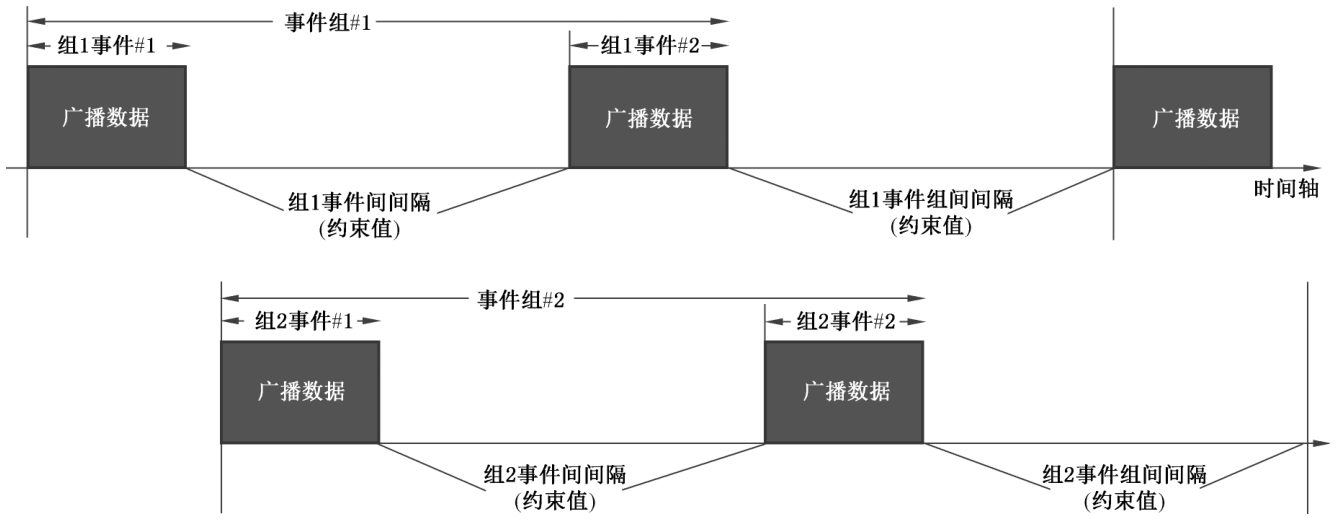 事件组#1
组1事件#1
组1事件#2
广播数据
广播数据
广播数据
时间轴
组1事件间间隔
(约束值)
组1事件组间间隔
(约束值)
事件组#2
组2事件#1
组2事件#2
广播数据
广播数据
组2事件间间隔
(约束值)
组2事件组间间隔
(约束值)